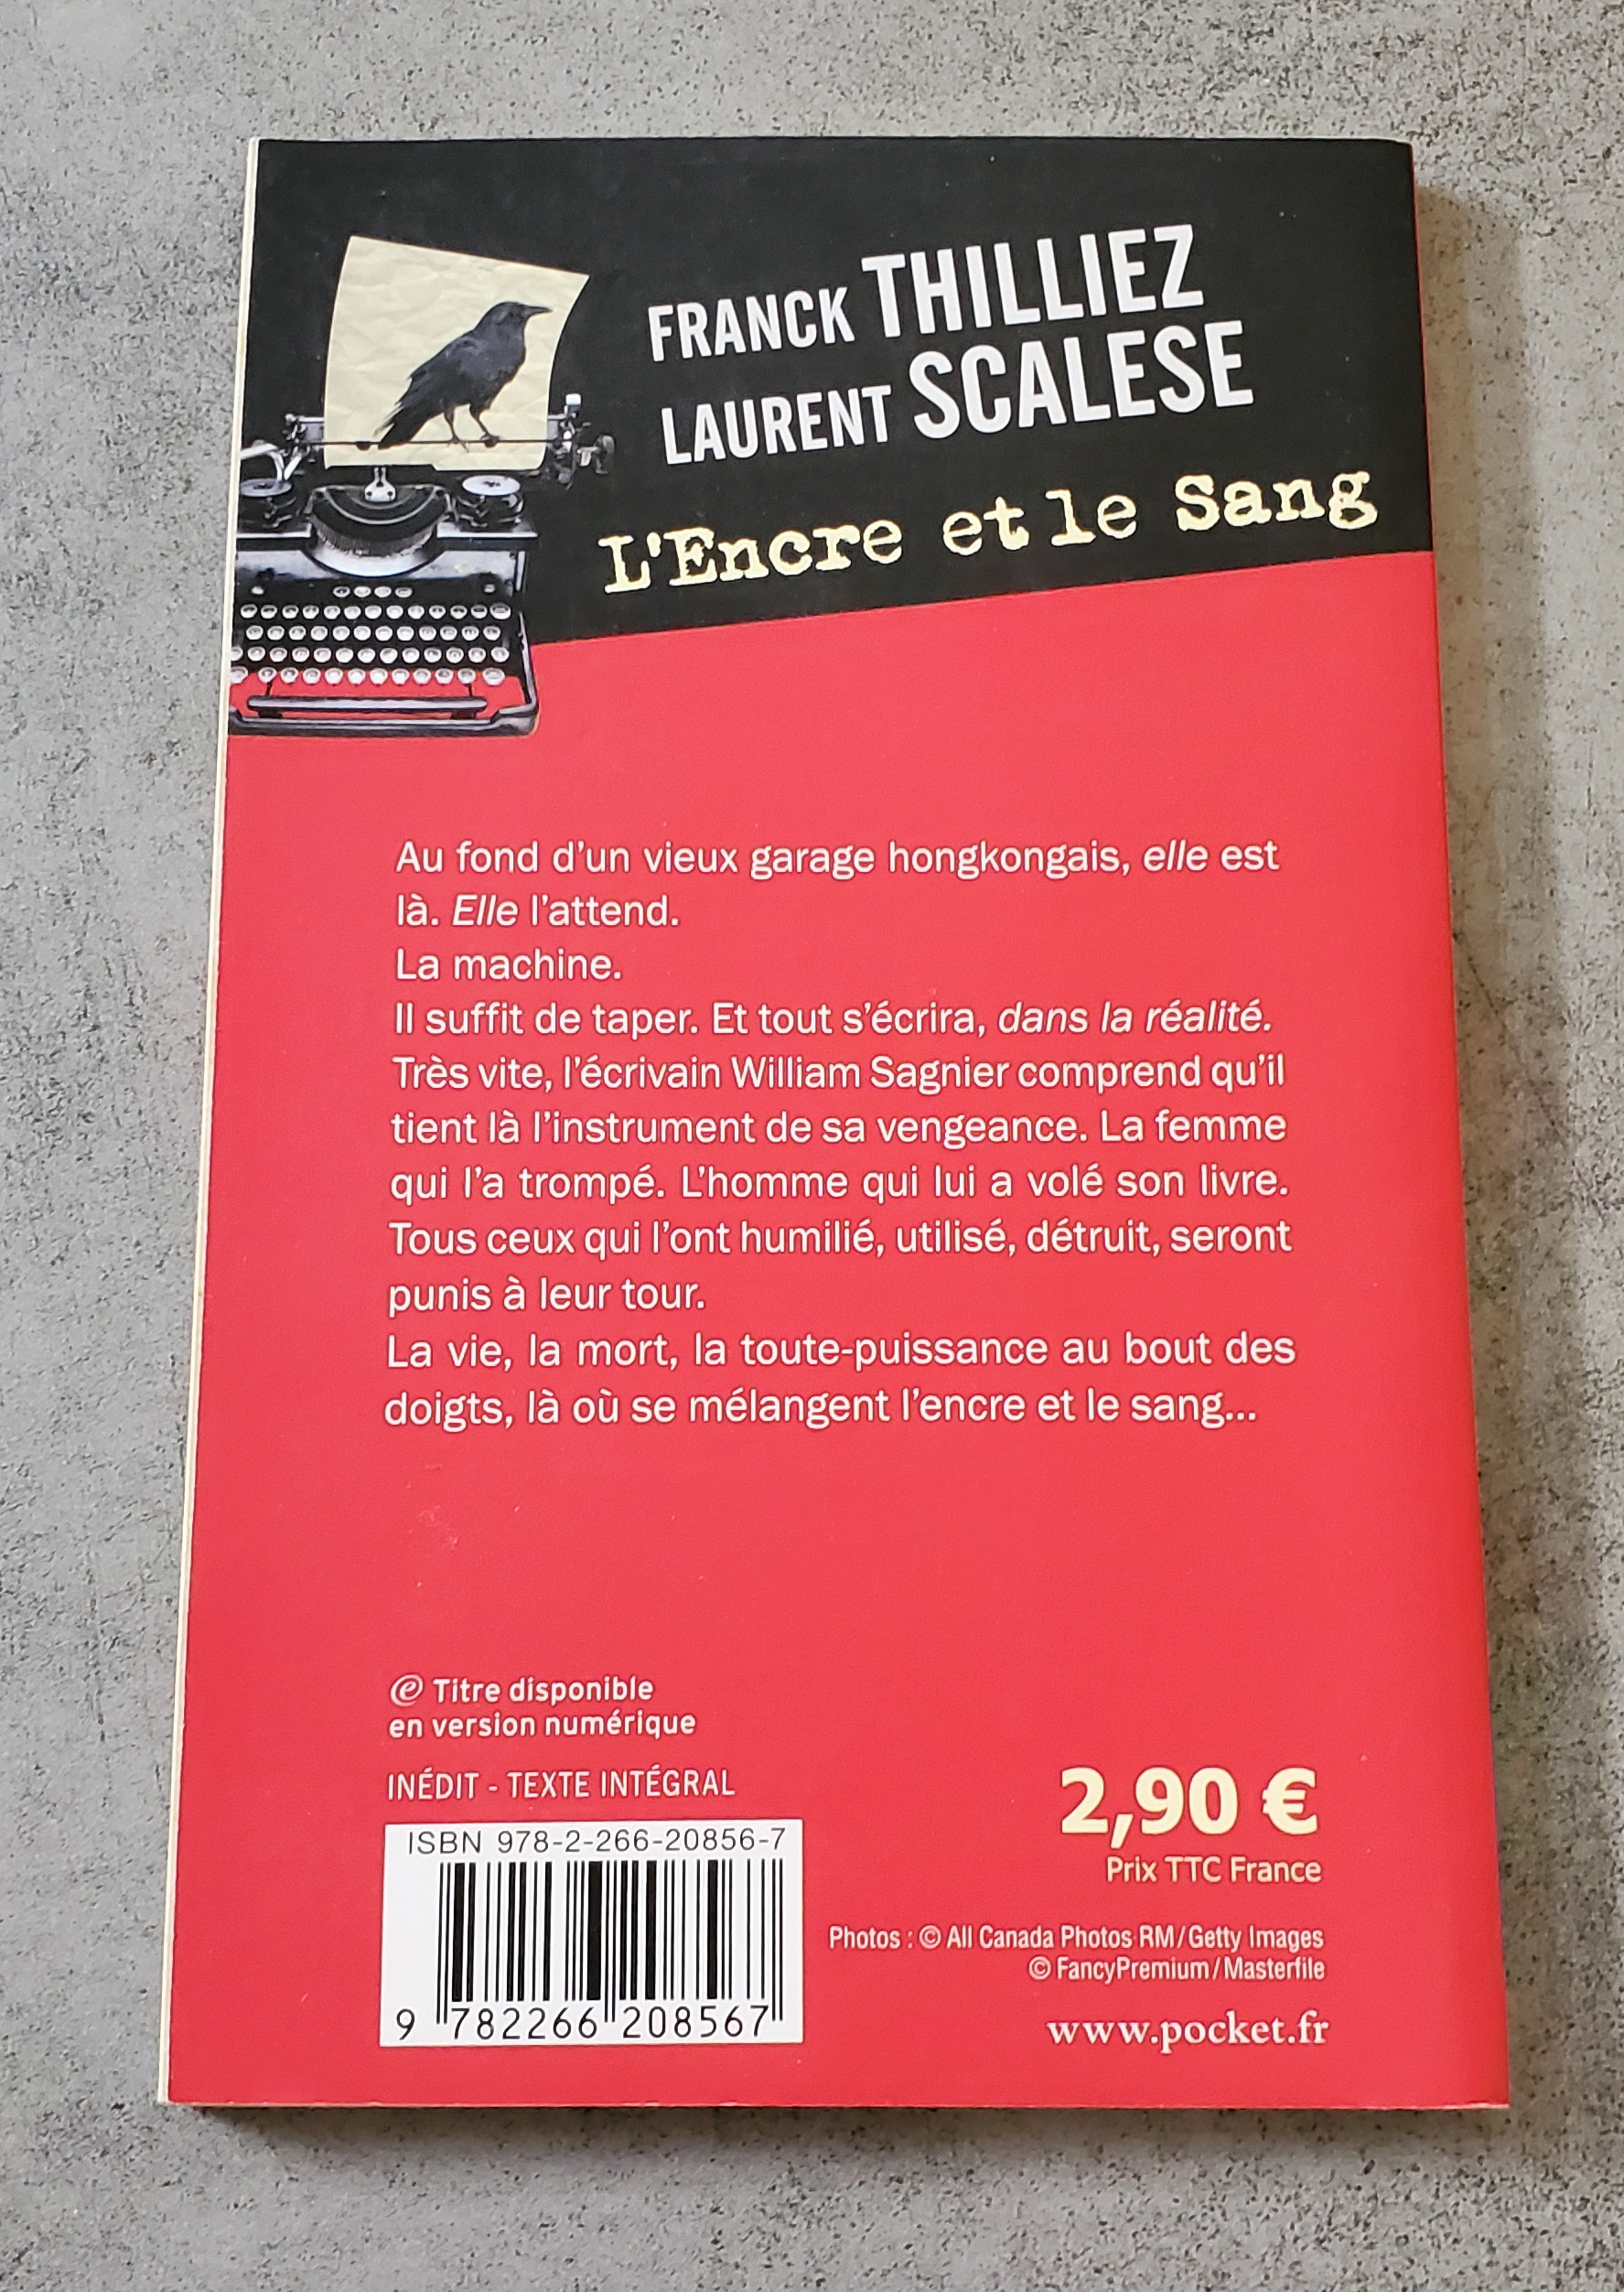 FRANCK THILLIEZ
LAURENT SCALESE
L'Encre et le Sang
Au fond d'un vieux garage hongkongais, elle est
là. Elle l'attend.
La machine.
Il suffit de taper. Et tout s'écrira, dans la réalité.
Très vite, l'écrivain William Sagnier comprend qu'il
tient là l'instrument de sa vengeance. La femme
qui l'a trompé. L'homme qui lui a volé son livre.
Tous ceux qui l'ont humilié, utilisé, détruit, seront
punis à leur tour.
La vie, la mort, la toute-puissance au bout des
doigts, là où se mélangent l'encre et le sang...
e Titre disponible
en version numérique
INÉDIT - TEXTE INTÉGRAL
ISBN 978-2-266-20856-7
9 782266 208567
2,90 €
Prix TTC France
Photos : © All Canada Photos RM/Getty Images
© FancyPremium/Masterfile
www.pocket.fr